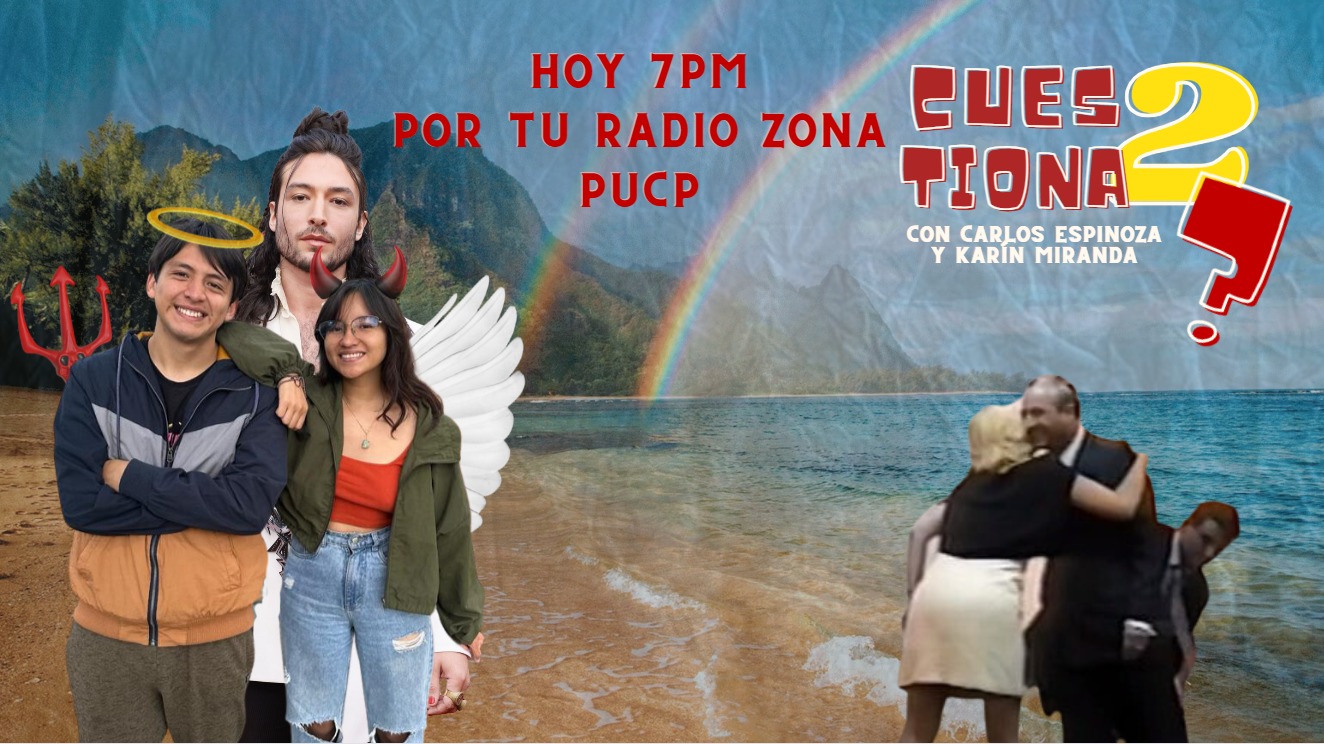 HOY 7PM
POR TU RADIO ZONA
PUCP
CUES
TIONA2?
CON CARLOS ESPINOZA
Y KARÍN MIRANDA